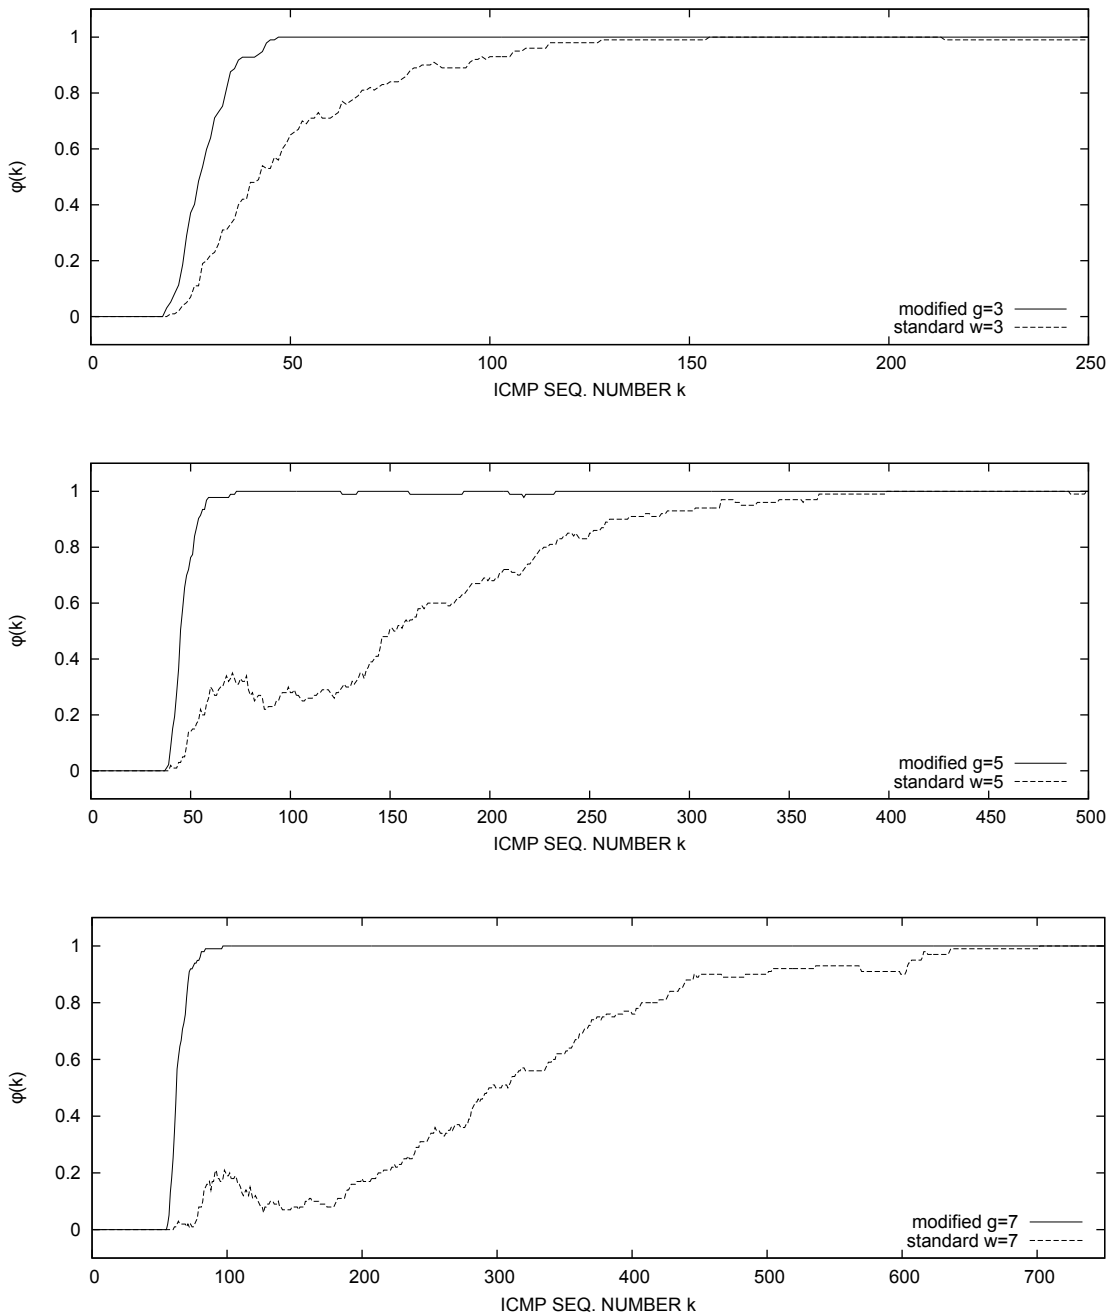 1
0.8
0.6
φ(k)
0.4
0.2
0
modified g=3
standard w=3
0 50 100 150 200 250
ICMP SEQ. NUMBER k
1
0.8
0.6
φ(k)
0.4
0.2
0
modified g=5
standard w=5
0 50 100 150 200 250 300 350 400 450 500
ICMP SEQ. NUMBER k
1
0.8
0.6
φ(k)
0.4
0.2
0
modified g=7
standard w=7
0 100 200 300 400 500 600 700
ICMP SEQ. NUMBER k